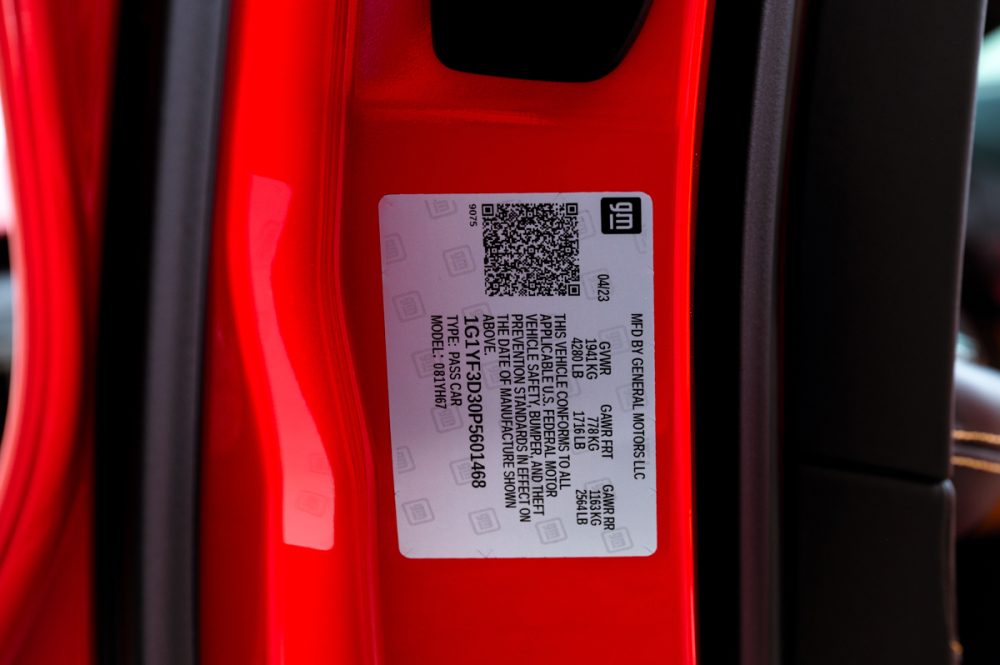 gm
04/23
MFD BY GENERAL MOTORS LLC
GVWR GAWR FRT GAWR RR
1941 KG 778 KG 1163 KG
4280 LB 1716 LB 2564 LB
THIS VEHICLE CONFORMS TO ALL
APPLICABLE U.S. FEDERAL MOTOR
VEHICLE SAFETY, BUMPER, AND THEFT
PREVENTION STANDARDS IN EFFECT ON
THE DATE OF MANUFACTURE SHOWN
ABOVE.
1G1YF3D30P5601468
TYPE: PASS CAR
MODEL: 081YH67
9075